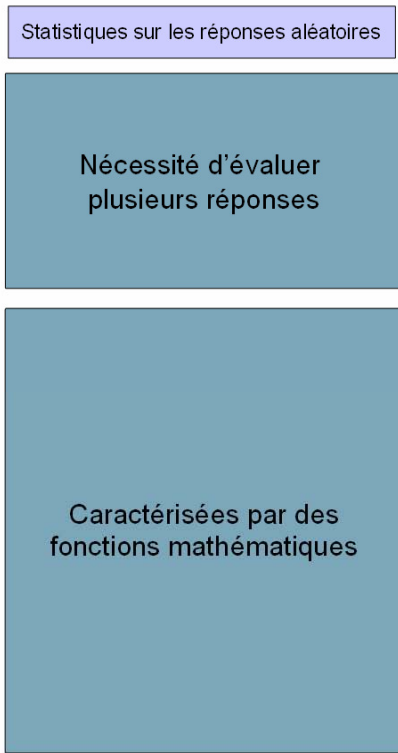 Statistiques sur les réponses aléatoires
Nécessité d'évaluer
plusieurs réponses
Caractérisées par des
fonctions mathématiques